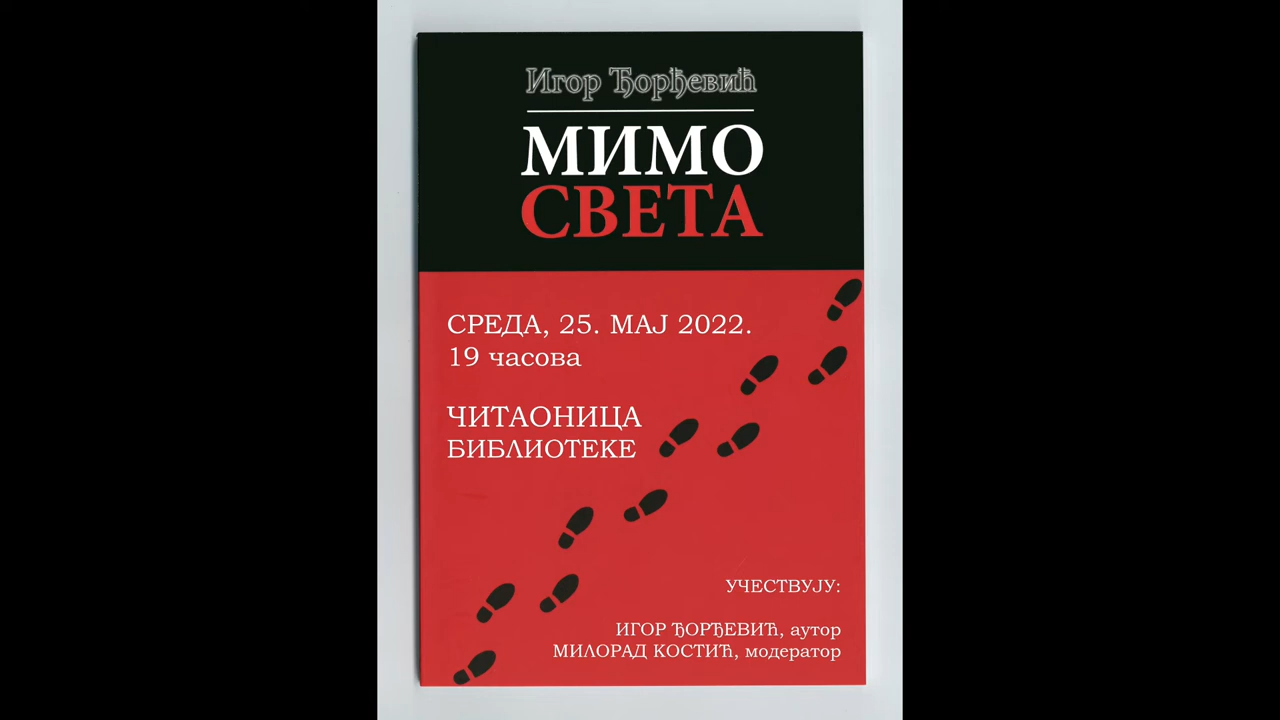 Игор Ђорђевић
МИМО
СВЕТА
СРЕДА, 25. МАЈ 2022.
19 часова
ЧИТАОНИЦА
БИБЛИОТЕКЕ
УЧЕСТВУЈУ:
ИГОР ЂОРЂЕВИЋ, аутор
МИЛОРАД КОСТИЋ, модератор